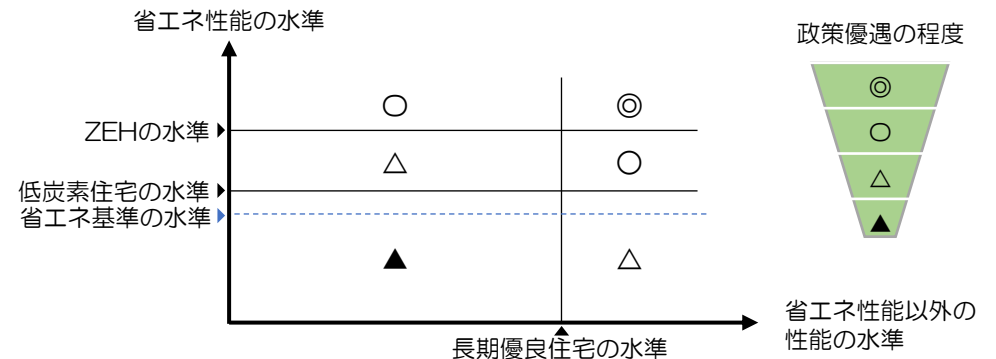 省エネ性能の水準
政策優遇の程度
◎
○
△
▲
○
◎
ZEHの水準
△
○
低炭素住宅の水準
省エネ基準の水準
▲
△
省エネ性能以外の
性能の水準
長期優良住宅の水準